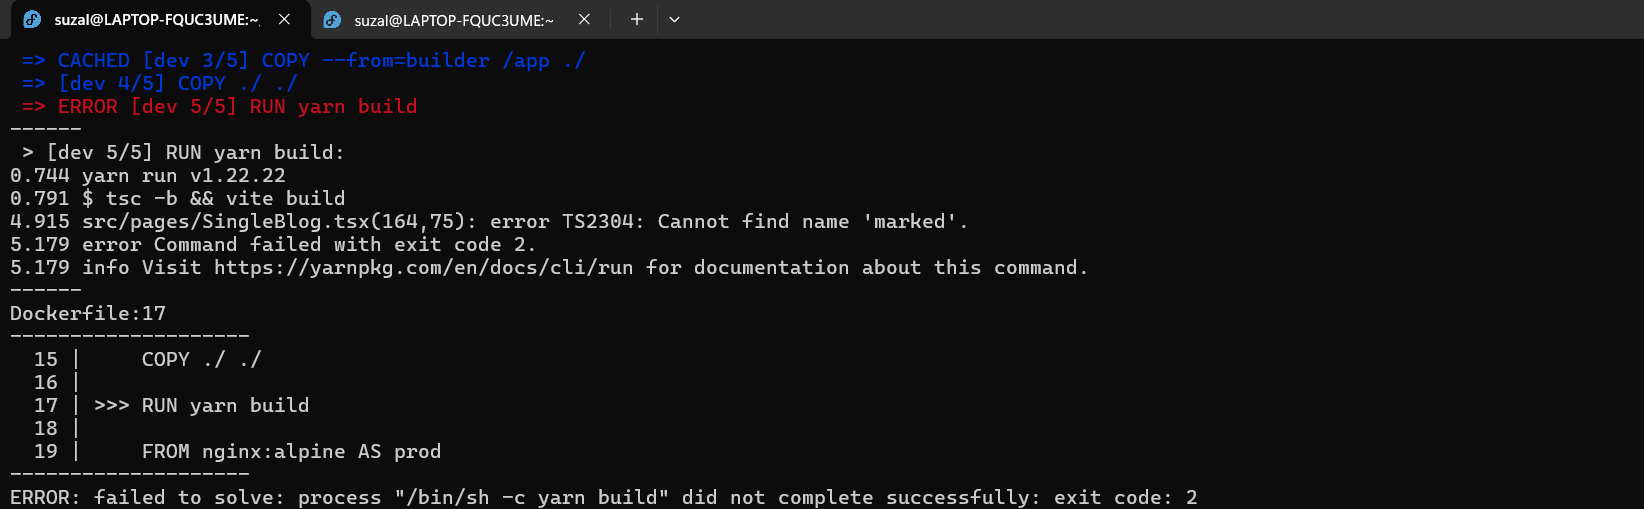 suzal@LAPTOP-FQUC3UME:~,
suzal@LAPTOP-FQUC3UME:~
=> CACHED [dev 3/5] COPY --from=builder /app ./
=> [dev 4/5] COPY ./ ./
=> ERROR [dev 5/5] RUN yarn build
------
> [dev 5/5] RUN yarn build:
0.744 yarn run v1.22.22
0.791 $ tsc -b && vite build
4.915 src/pages/SingleBlog.tsx(164,75): error TS2304: Cannot find name 'marked'.
5.179 error Command failed with exit code 2.
5.179 info Visit https://yarnpkg.com/en/docs/cli/run for documentation about this command.
------
Dockerfile:17
--------------------
15 | COPY ./ ./
16 |
17 | >>> RUN yarn build
18 |
19 | FROM nginx:alpine AS prod
--------------------
ERROR: failed to solve: process "/bin/sh -c yarn build" did not complete successfully: exit code: 2